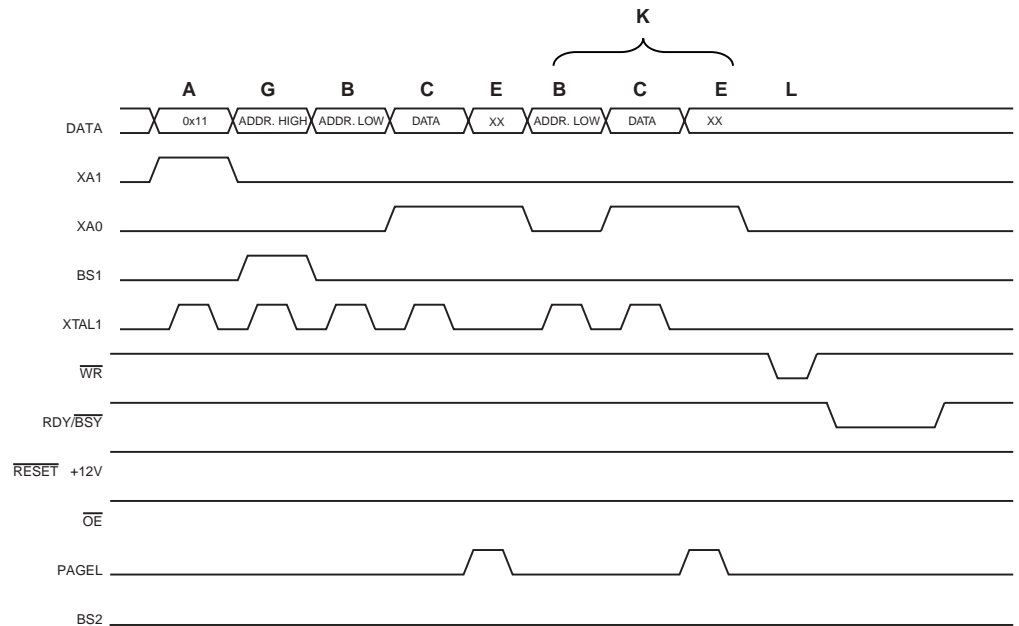 K
A G B C E B C E L
DATA 0x11 ADDR. HIGH ADDR. LOW DATA XX ADDR. LOW DATA XX
XA1
XA0
BS1
XTAL1
WR
RDY/BSY
RESET +12V
OE
PAGEL
BS2